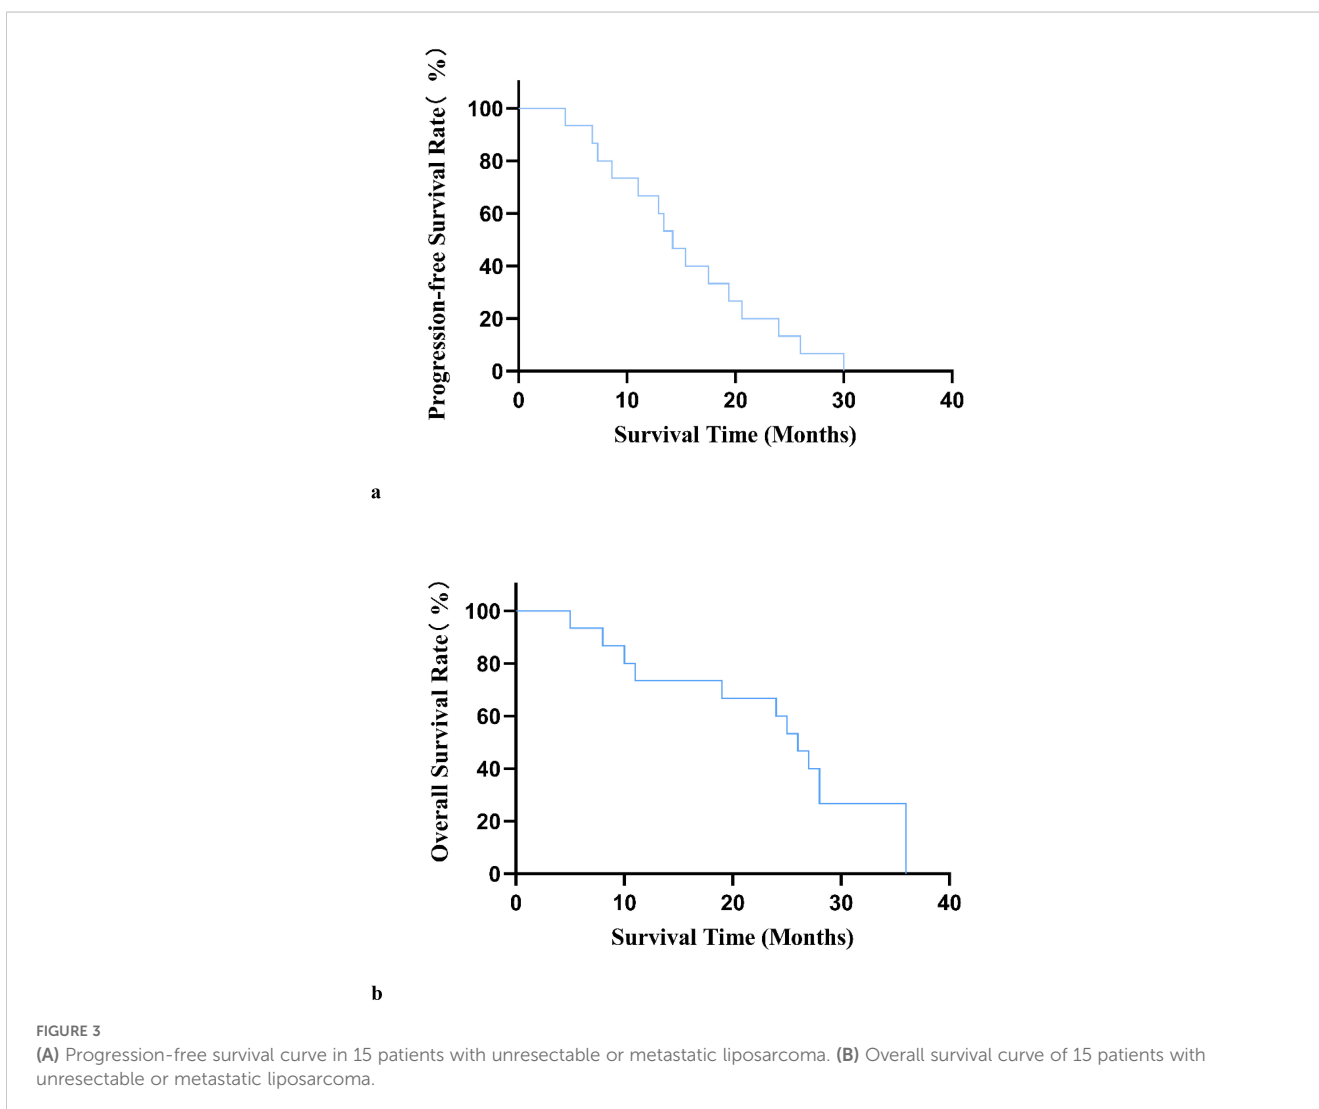 Progression-free Survival Rate( %)
100
80
60
40
20
0
0 10 20 30 40
Survival Time (Months)
a
Overall Survival Rate( %)
100
80
60
40
20
0
0 10 20 30 40
Survival Time (Months)
b
FIGURE 3
(A) Progression-free survival curve in 15 patients with unresectable or metastatic liposarcoma. (B) Overall survival curve of 15 patients with
unresectable or metastatic liposarcoma.